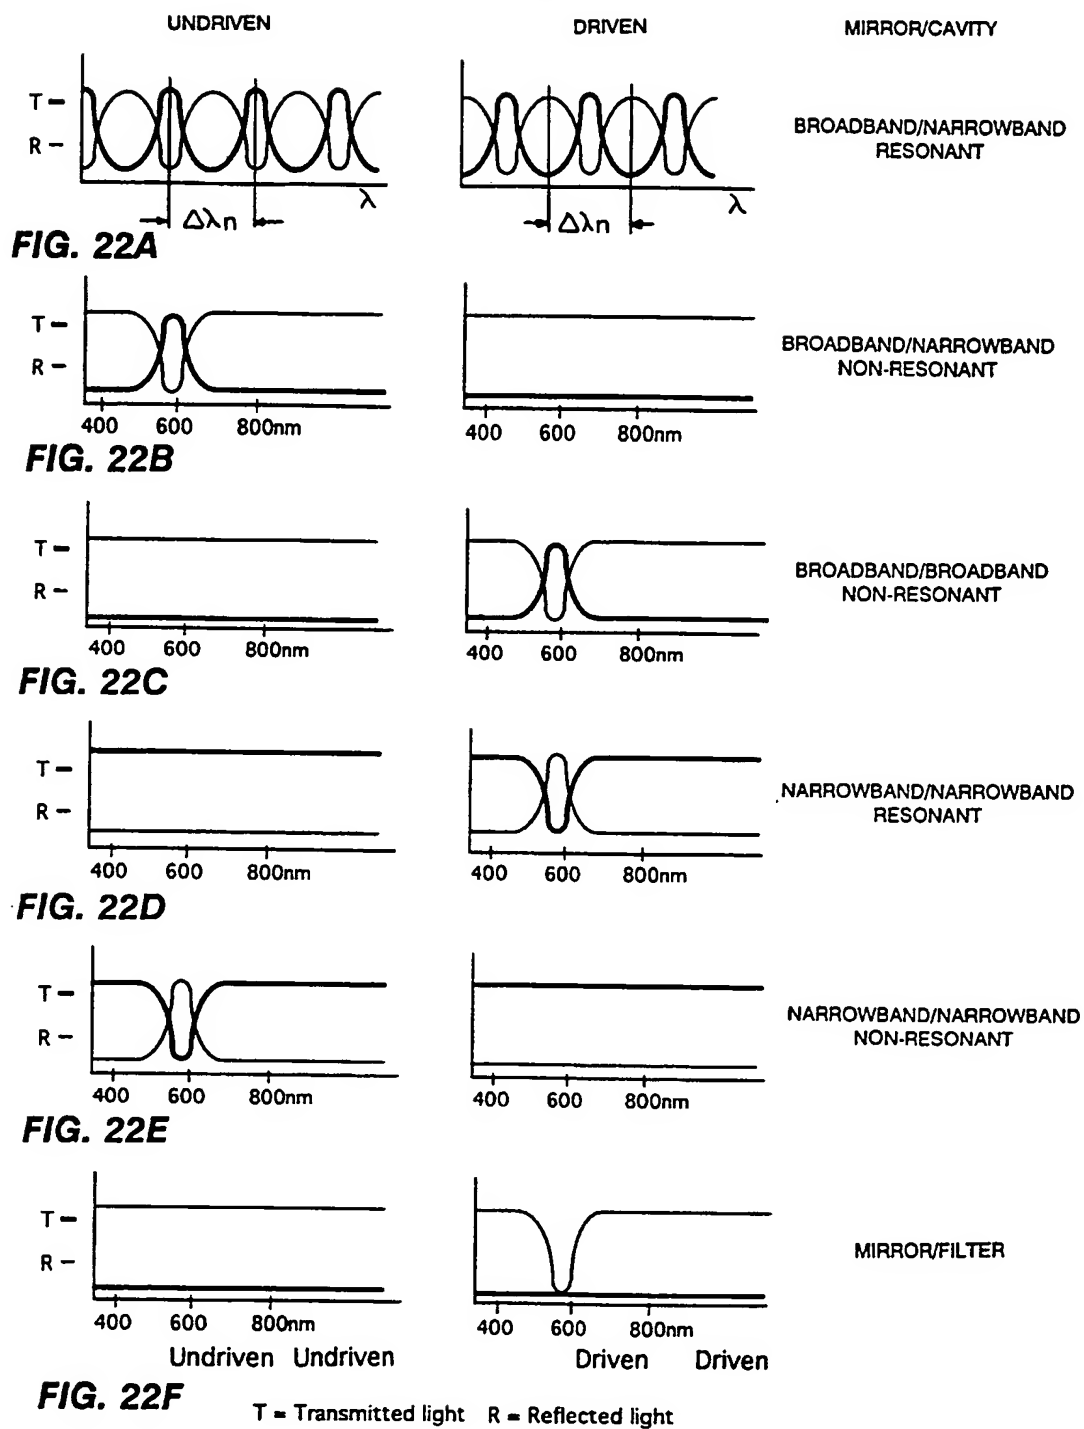 UNDRIVEN DRIVEN MIRROR/CAVITY
T –
R –
BROADBAND/NARROWBAND
RESONANT
λ λ
Δλn Δλn
FIG. 22A
T –
R –
BROADBAND/NARROWBAND
NON-RESONANT
400 600 800nm 400 600 800nm
FIG. 22B
T –
R –
BROADBAND/BROADBAND
NON-RESONANT
400 600 800nm 400 600 800nm
FIG. 22C
T –
R –
NARROWBAND/NARROWBAND
RESONANT
400 600 800nm 400 600 800nm
FIG. 22D
T –
R –
NARROWBAND/NARROWBAND
NON-RESONANT
400 600 800nm 400 600 800nm
FIG. 22E
T –
R –
MIRROR/FILTER
400 600 800nm 400 600 800nm
Undriven Undriven Driven Driven
FIG. 22F
T = Transmitted light R = Reflected light